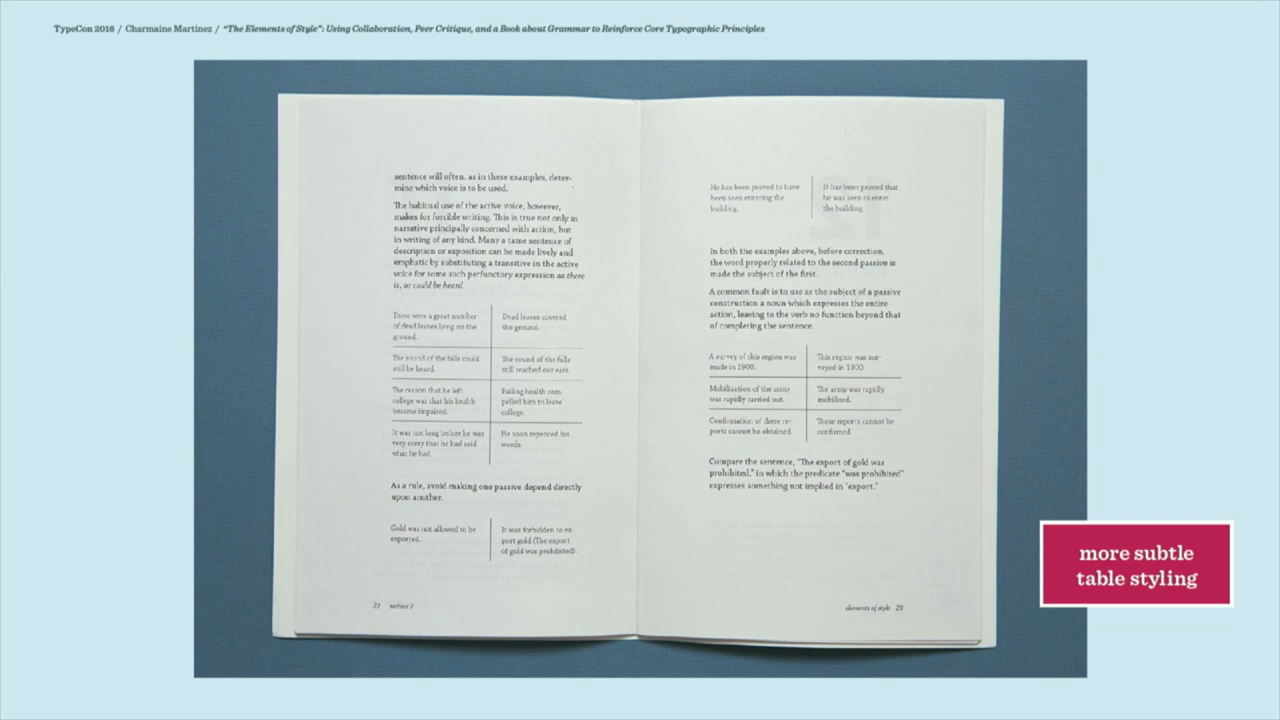 TypeCon 2016 / Charmaine Martinez / “The Elements of Style”: Using Collaboration, Peer Critique, and a Book about Grammar to Reinforce Core Typographic Principles
sentence will often, as in these examples, deter-
mine which voice is to be used.
The habitual use of the active voice, however,
makes for forcible writing. This is true not only in
narrative principally concerned with action, but
in writing of any kind. Many a tame sentence of
description or exposition can be made lively and
emphatic by substituting a transitive in the active
voice for some such perfunctory expression as there
is, or could be heard.
There were a great number
of dead leaves lying on the
ground.
Dead leaves covered
the ground.
The sound of the falls could
still be heard.
The sound of the falls
still reached our ears.
The reason that he left
college was that his health
became impaired.
Failing health com-
pelled him to leave
college.
It was not long before he was
very sorry that he had said
what he had.
He soon repented his
words.
As a rule, avoid making one passive depend directly
upon another.
Gold was not allowed to be
exported.
It was forbidden to ex-
port gold (The export
of gold was prohibited).
22 section 2
He has been proved to have
been seen entering the
building.
It has been proved that
he was seen to enter
the building.
In both the examples above, before correction,
the word properly related to the second passive is
made the subject of the first.
A common fault is to use as the subject of a passive
construction a noun which expresses the entire
action, leaving to the verb no function beyond that
of completing the sentence.
A survey of this region was
made in 1900.
This region was sur-
veyed in 1900.
Mobilization of the army
was rapidly carried out.
The army was rapidly
mobilized.
Confirmation of these re-
ports cannot be obtained.
These reports cannot be
confirmed.
Compare the sentence, “The export of gold was
prohibited,” in which the predicate “was prohibited”
expresses something not implied in “export.”
elements of style 23
more subtle
table styling